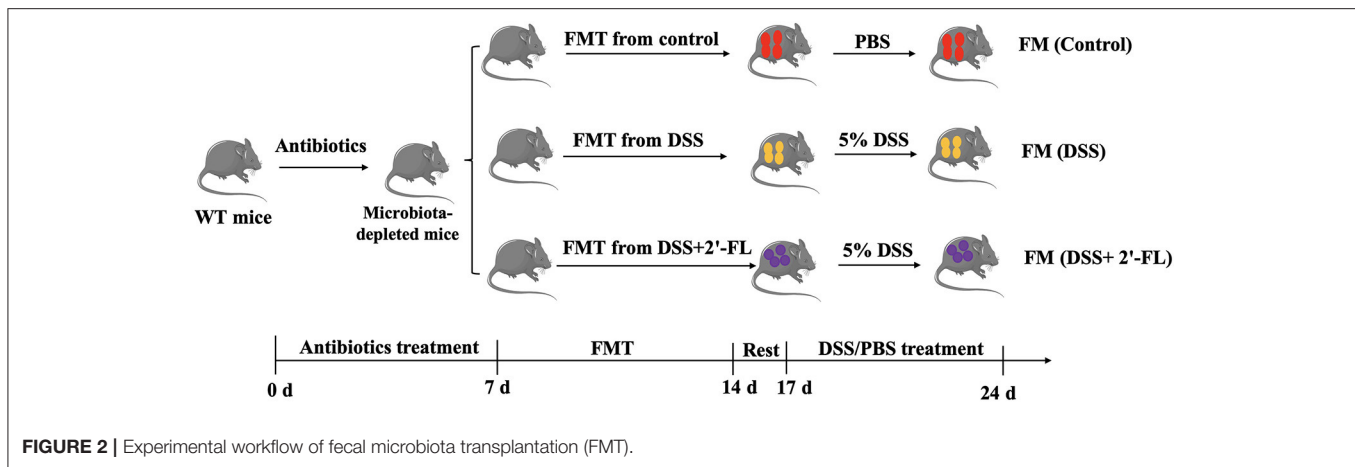 FMT from control
PBS
FM (Control)
Antibiotics
FMT from DSS
5% DSS
FM (DSS)
WT mice
Microbiota-
depleted mice
FMT from DSS+2'-FL
5% DSS
FM (DSS+ 2'-FL)
Antibiotics treatment
FMT
Rest
DSS/PBS treatment
0 d
7 d
14 d
17 d
24 d
FIGURE 2 | Experimental workflow of fecal microbiota transplantation (FMT).